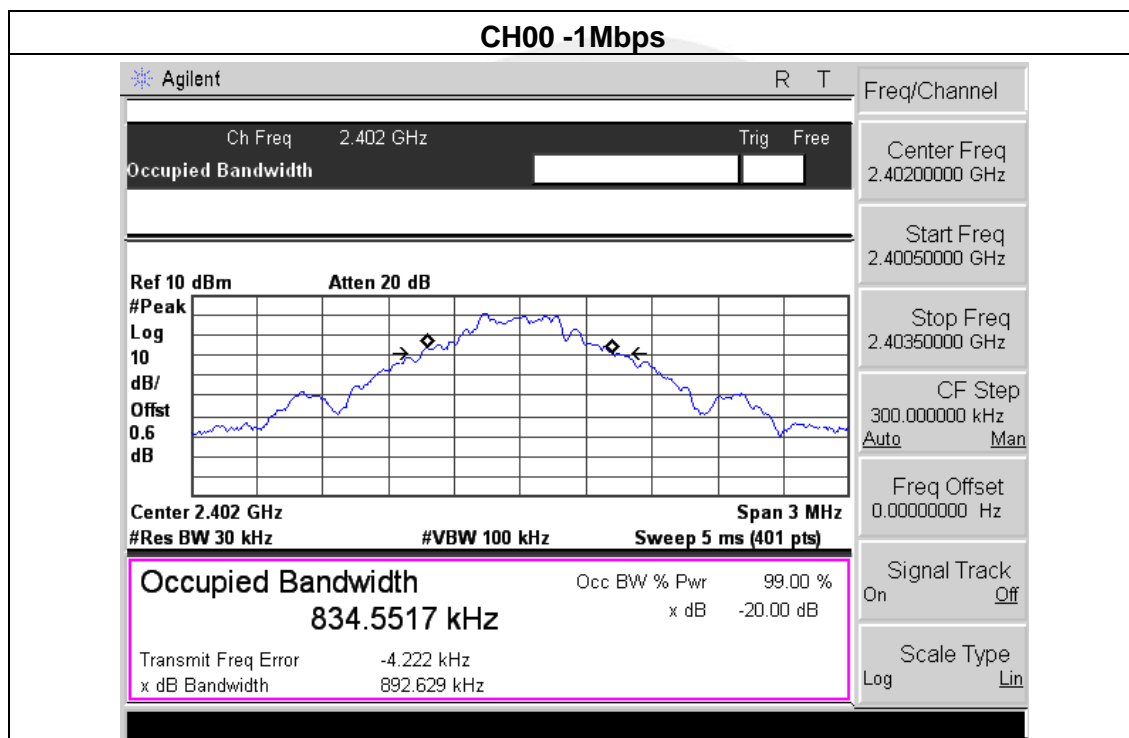 CH00 -1Mbps
Agilent R T
Ch Freq 2.402 GHz Trig Free
Occupied Bandwidth
Ref 10 dBm Atten 20 dB
#Peak
Log
10
dB/
Offst
0.6
dB
Center 2.402 GHz Span 3 MHz
#Res BW 30 kHz #VBW 100 kHz Sweep 5 ms (401 pts)
Occupied Bandwidth Occ BW % Pwr 99.00 %
834.5517 kHz x dB -20.00 dB
Transmit Freq Error -4.222 kHz
x dB Bandwidth 892.629 kHz
Freq/Channel
Center Freq
2.40200000 GHz
Start Freq
2.40050000 GHz
Stop Freq
2.40350000 GHz
CF Step
300.000000 kHz
Auto Man
Freq Offset
0.00000000 Hz
Signal Track
On Off
Scale Type
Log Lin